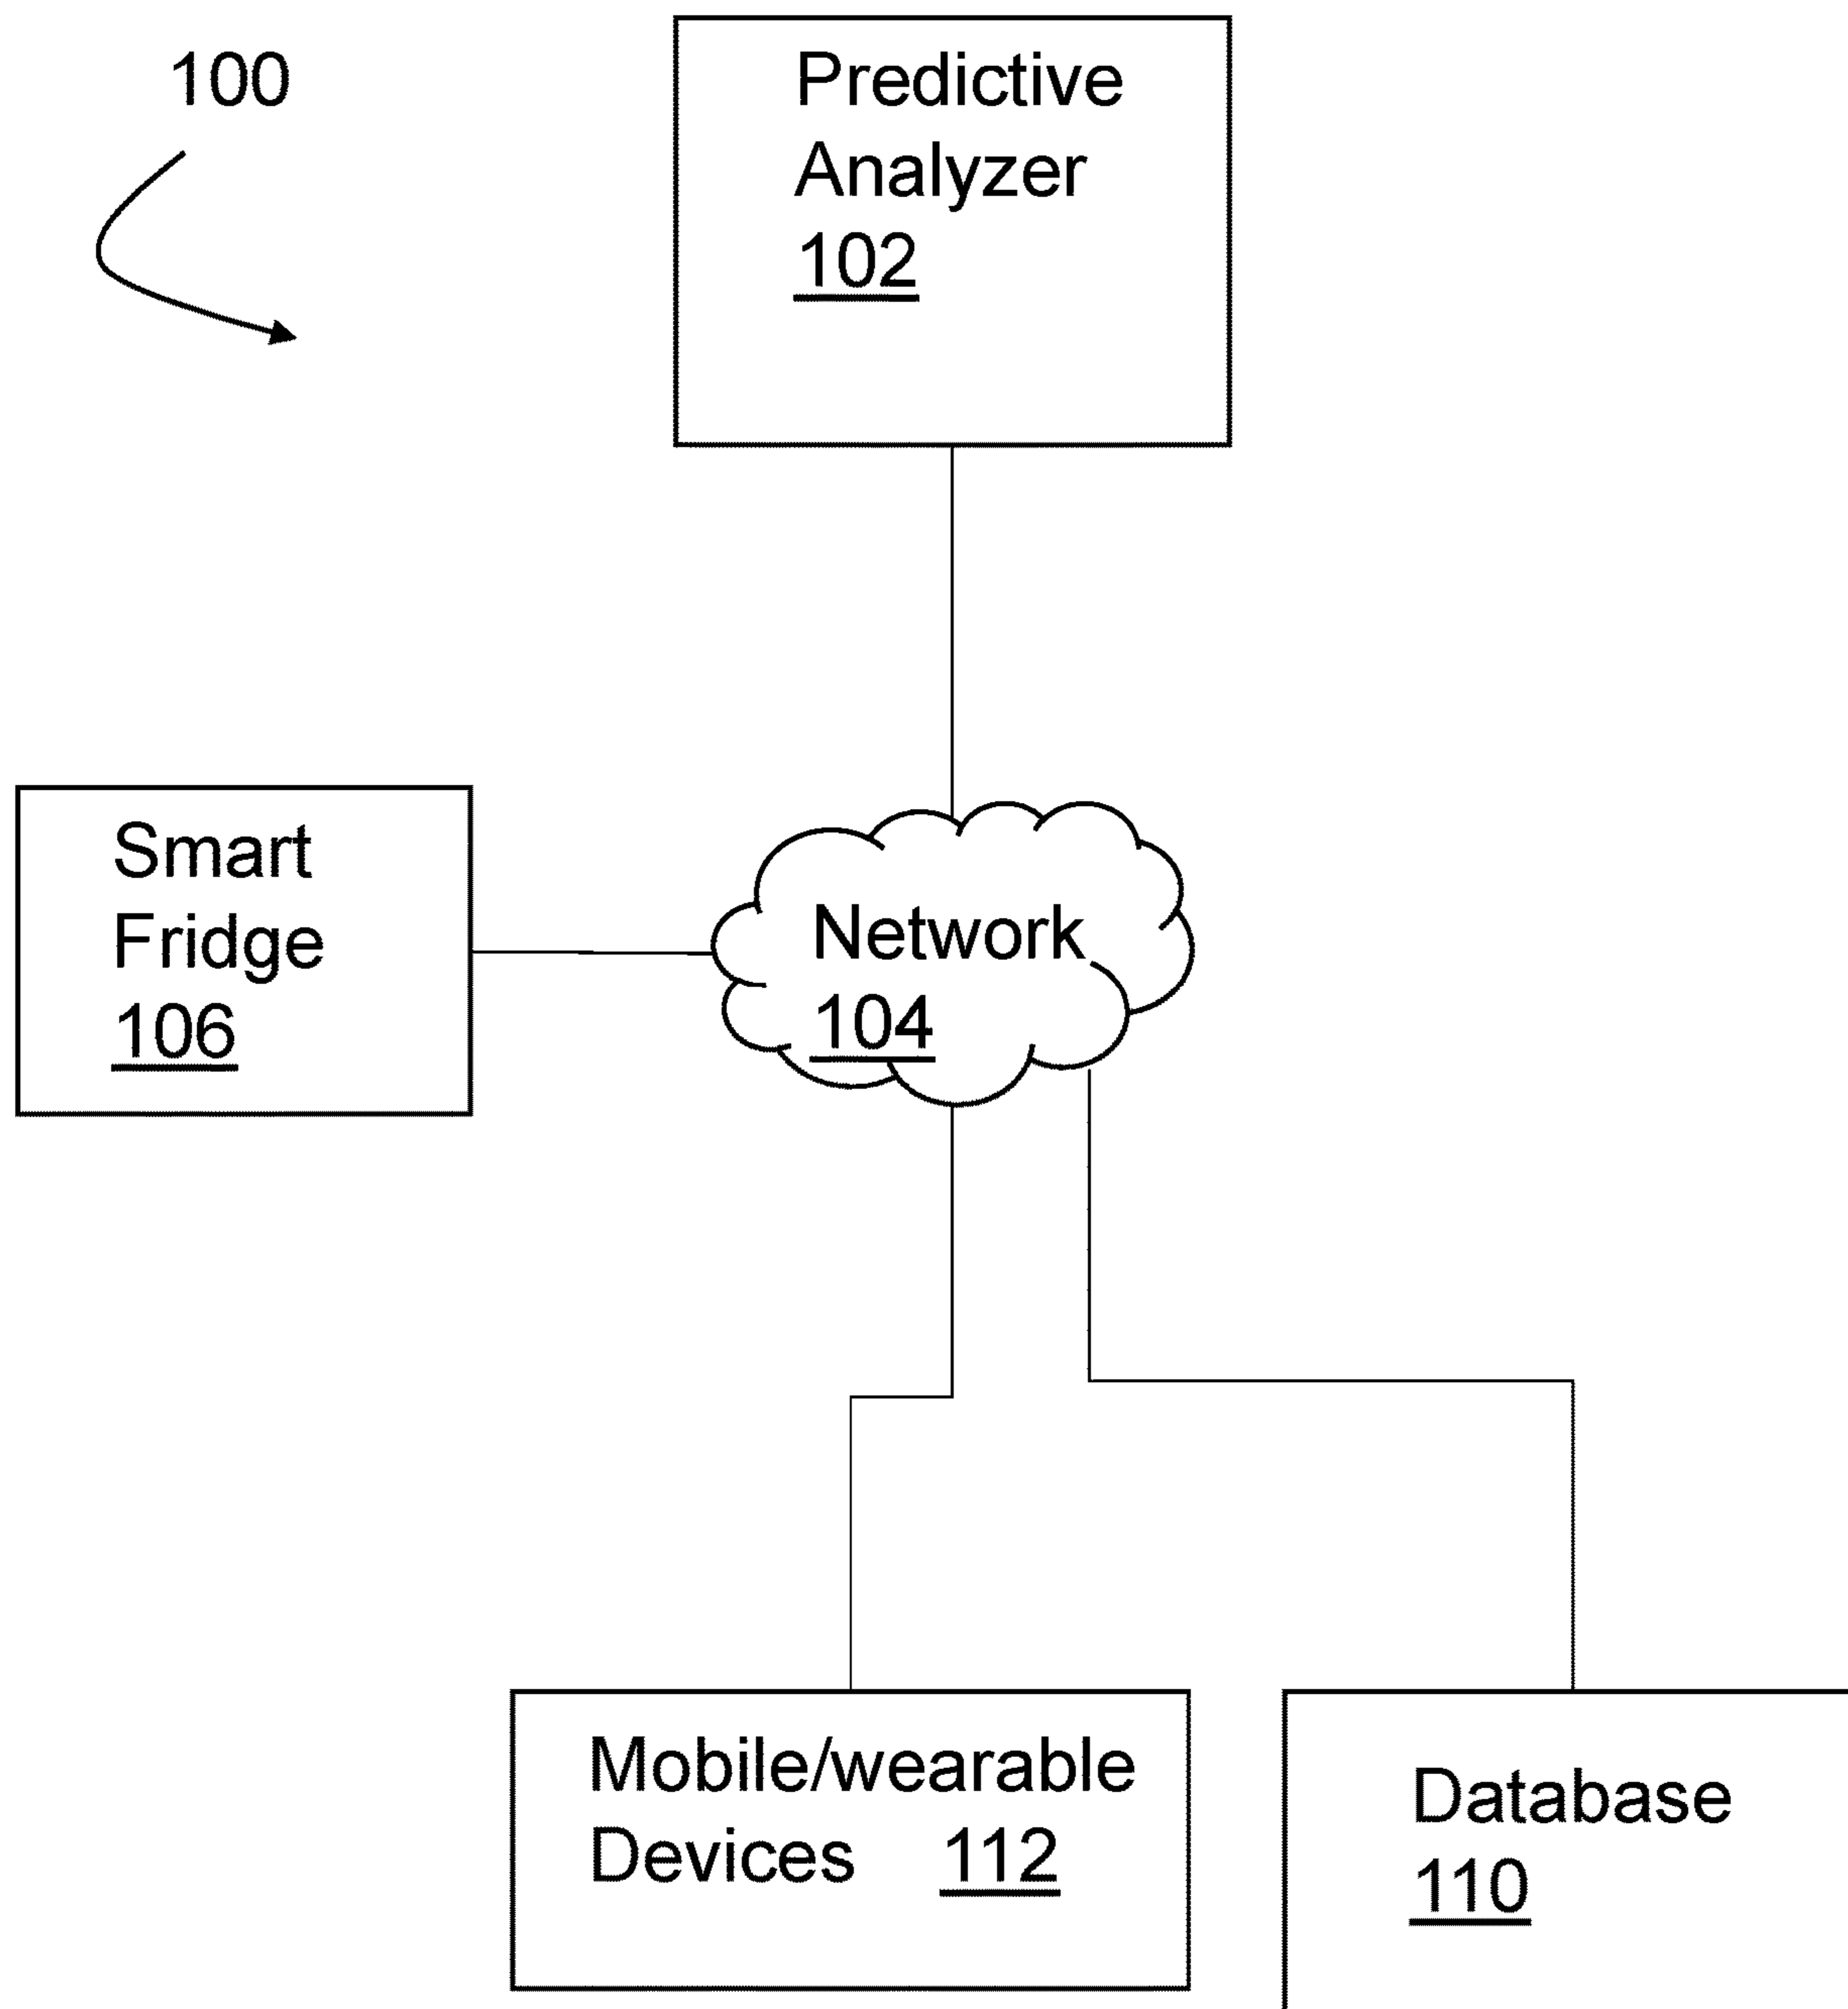 100
Predictive
Analyzer
102
Smart
Fridge
106
Network
104
Mobile/wearable
Devices 112
Database
110